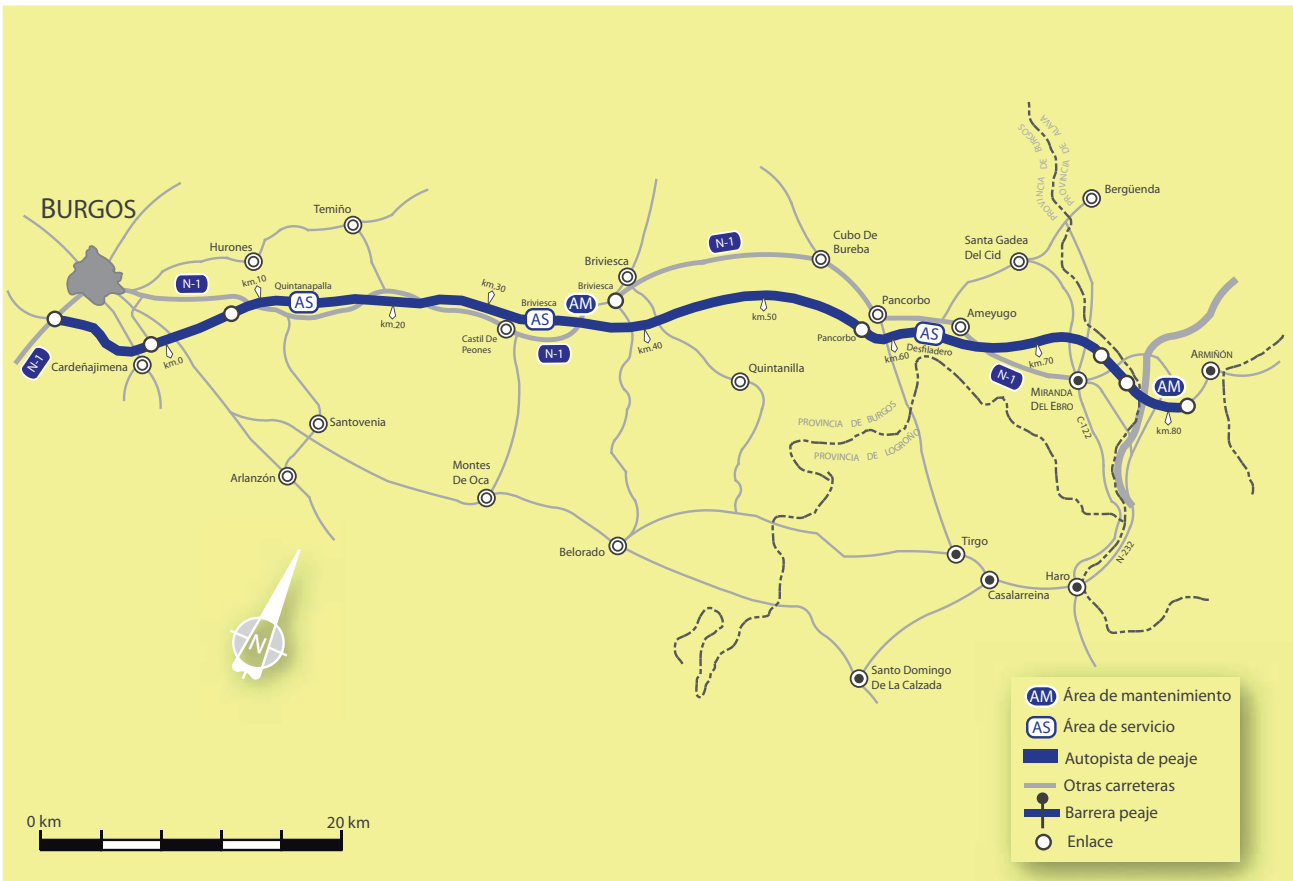 BURGOS
Temiño
Hurones
km.10
Quintanapalla
N-1
AS
km.20
km.30
Briviesca
AS
AM
Briviesca
Briviesca
N-1
Cubo De
Bureba
Santa Gadea
Del Cid
Bergüenda
PROVINCIA DE BURGOS
PROVINCIA DE ALAVA
N-1
Cardeñajimena
km.0
Castil De
Peones
N-1
km.40
km.50
Pancorbo
Pancorbo
km.60
AS
Desfiladero
Ameyugo
N-1
km.70
Miranda
Del Ebro
AM
Armiñón
km.80
Quintanilla
C-122
PROVINCIA DE BURGOS
PROVINCIA DE LOGROÑO
Santovenia
Arlanzón
Montes
De Oca
Belorado
Tirgo
Casalarreina
Haro
N-232
N
Santo Domingo
De La Calzada
AM Área de mantenimiento
AS Área de servicio
Autopista de peaje
Otras carreteras
Barrera peaje
Enlace
0 km
20 km